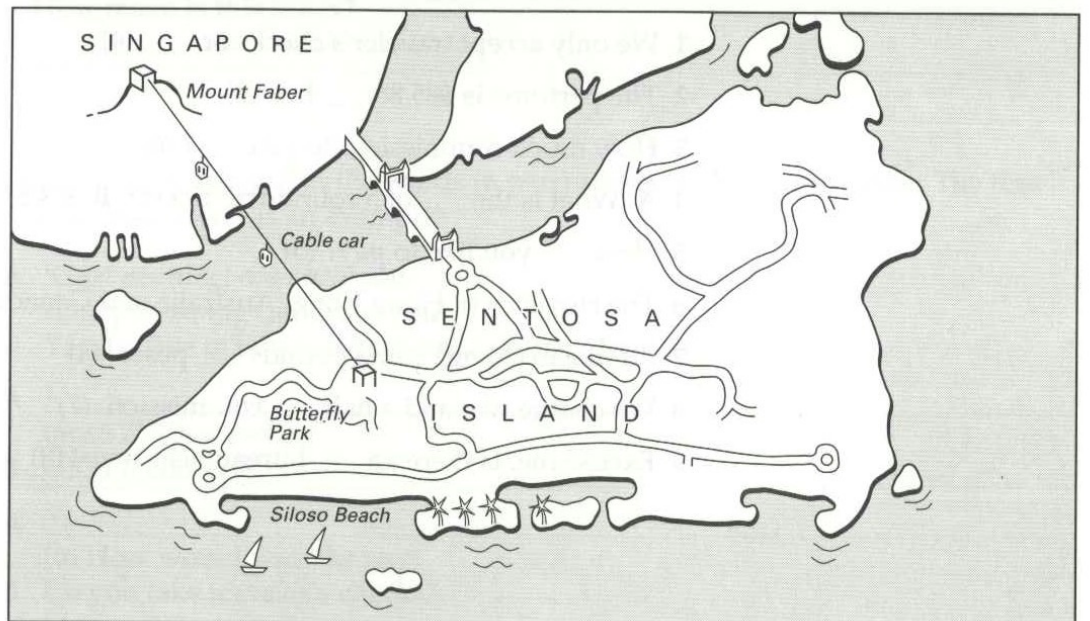 SINGAPORE
Mount Faber
Cable car
SENTOSA
ISLAND
Butterfly
Park
Siloso Beach